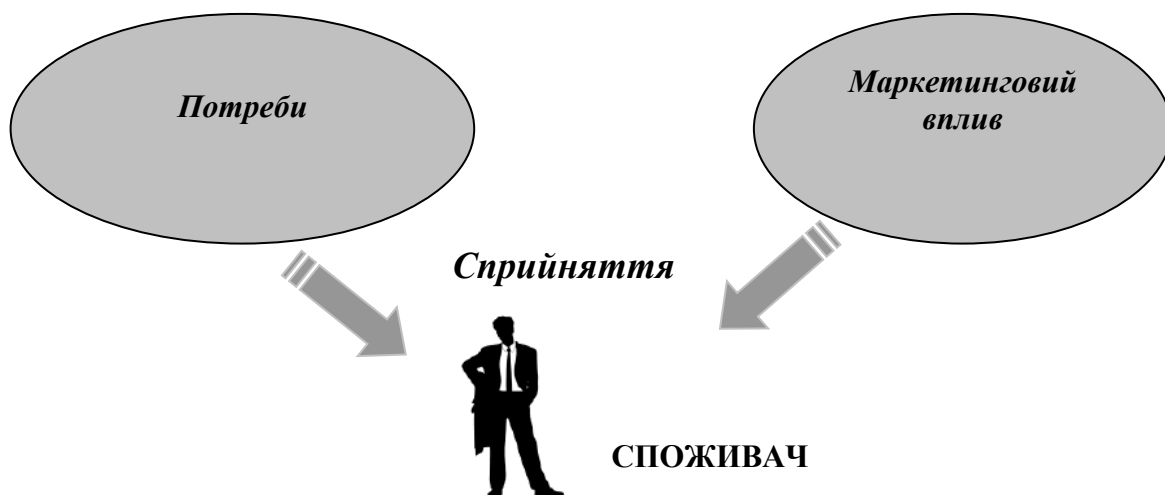 Потреби
Маркетинговий
вплив
Сприйняття
СПОЖИВАЧ